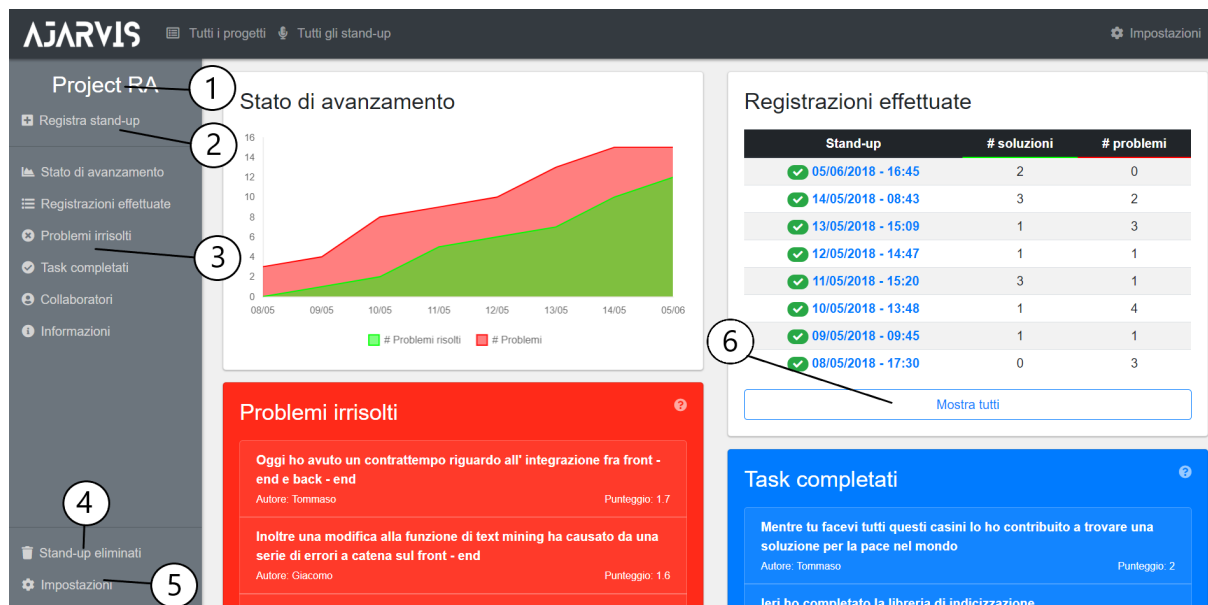 AJARVIS
Tutti i progetti
Tutti gli stand-up
Impostazioni
Project RA
1
Registra stand-up
2
Stato di avanzamento
Registrazioni effettuate
Problemi irrisolti
3
Task completati
Collaboratori
Informazioni
4
Stand-up eliminati
Impostazioni
5
Stato di avanzamento
16
14
12
10
8
6
4
2
0
08/05 09/05 10/05 11/05 12/05 13/05 14/05 05/06
# Problemi risolti # Problemi
Registrazioni effettuate
Stand-up # soluzioni # problemi
05/06/2018 - 16:45 2 0
14/05/2018 - 08:43 3 2
13/05/2018 - 15:09 1 3
12/05/2018 - 14:47 1 1
11/05/2018 - 15:20 3 1
10/05/2018 - 13:48 1 4
09/05/2018 - 09:45 1 1
08/05/2018 - 17:30 0 3
6
Mostra tutti
Problemi irrisolti
?
Oggi ho avuto un contrattempo riguardo all' integrazione fra front -
end e back - end
Autore: Tommaso Punteggio: 1.7
Inoltre una modifica alla funzione di text mining ha causato da una
serie di errori a catena sul front - end
Autore: Giacomo Punteggio: 1.6
Task completati
?
Mentre tu facevi tutti questi casini Io ho contribuito a trovare una
soluzione per la pace nel mondo
Autore: Tommaso Punteggio: 2
Ieri ho completato la libreria di indicizzazione